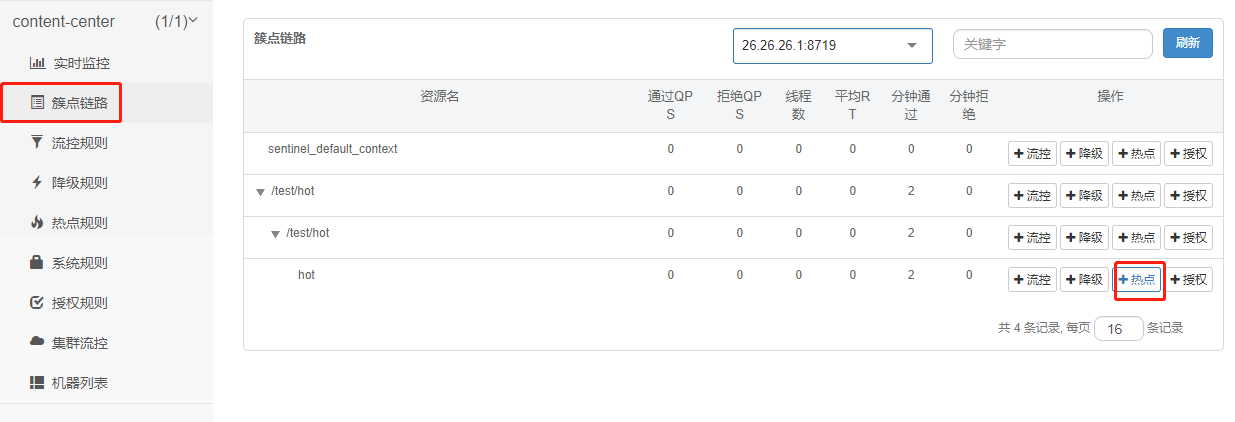 content-center (1/1)
实时监控
簇点链路
流控规则
降级规则
热点规则
系统规则
授权规则
集群流控
机器列表
簇点链路 26.26.26.1:8719 关键字 刷新
资源名 通过QPS 拒绝QPS 线程数 平均RT 分钟通过 分钟拒绝 操作
sentinel_default_context 0 0 0 0 0 0 流控 降级 热点 授权
/test/hot 0 0 0 0 2 0 流控 降级 热点 授权
/test/hot 0 0 0 0 2 0 流控 降级 热点 授权
hot 0 0 0 0 2 0 流控 降级 热点 授权
共 4 条记录, 每页 16 条记录